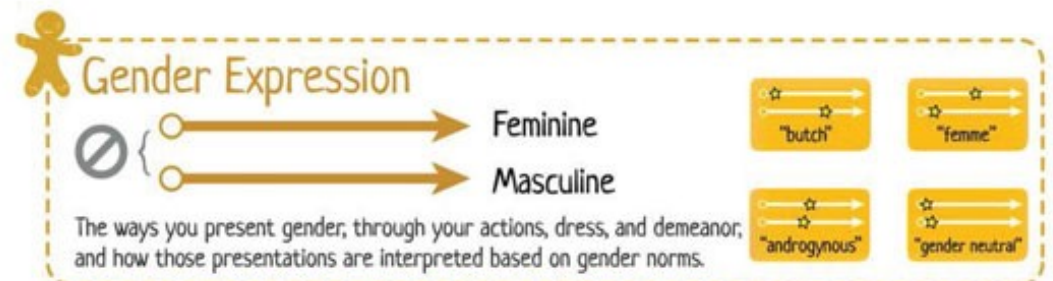 Gender Expression
Feminine
Masculine
The ways you present gender, through your actions, dress, and demeanor,
and how those presentations are interpreted based on gender norms.
"butch"
"femme"
"androgynous"
"gender neutral"